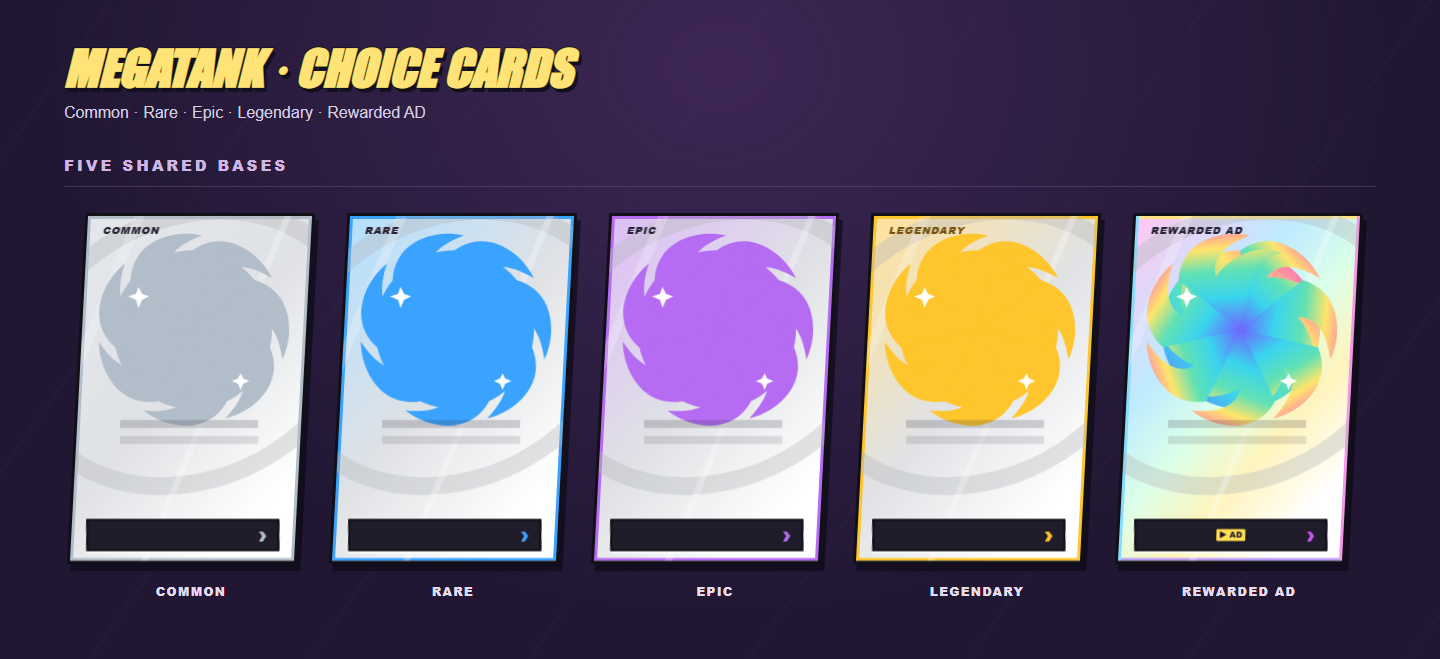 MEGATANK · CHOICE CARDS
Common · Rare · Epic · Legendary · Rewarded AD
FIVE SHARED BASES
COMMON
RARE
EPIC
LEGENDARY
REWARDED AD
▶ AD
COMMON
RARE
EPIC
LEGENDARY
REWARDED AD